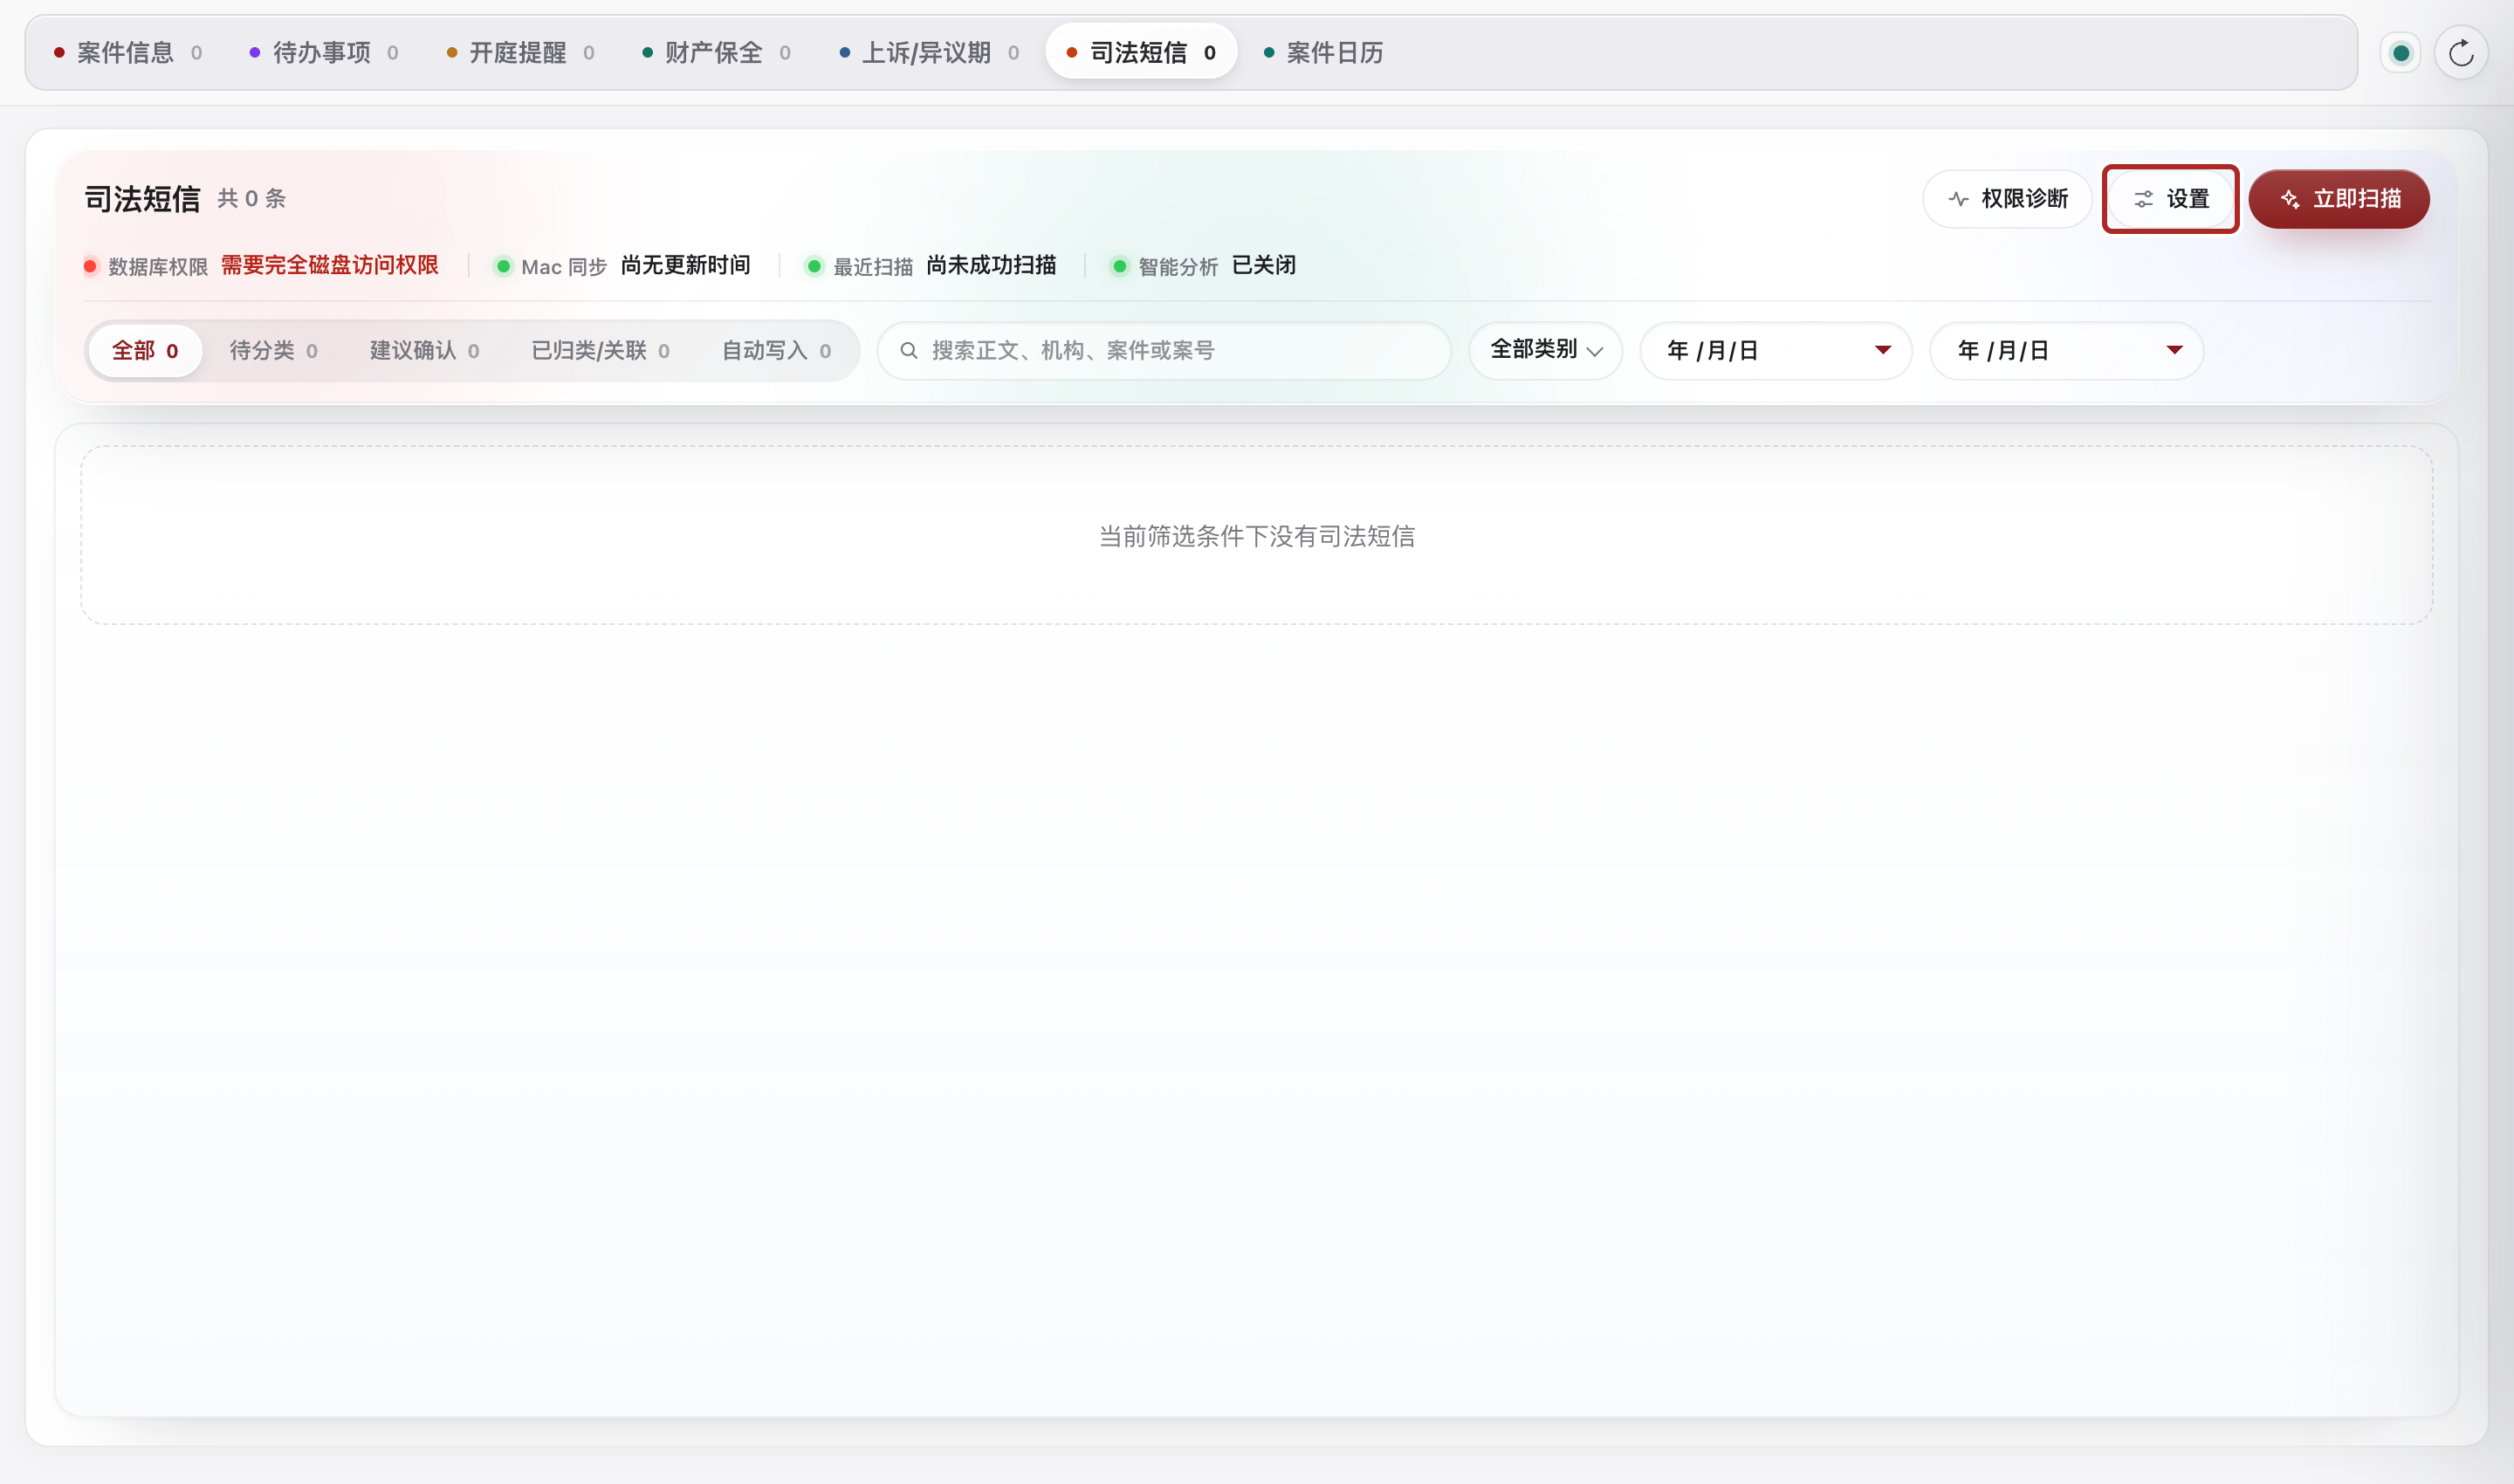 案件信息 0 待办事项 0 开庭提醒 0 财产保全 0 上诉/异议期 0 司法短信 0 案件日历
司法短信 共 0 条 权限诊断 设置 立即扫描
数据库权限 需要完全磁盘访问权限 Mac 同步 尚无更新时间 最近扫描 尚未成功扫描 智能分析 已关闭
全部 0 待分类 0 建议确认 0 已归类/关联 0 自动写入 0 搜索正文、机构、案件或案号 全部类别 年 /月/日 年 /月/日
当前筛选条件下没有司法短信